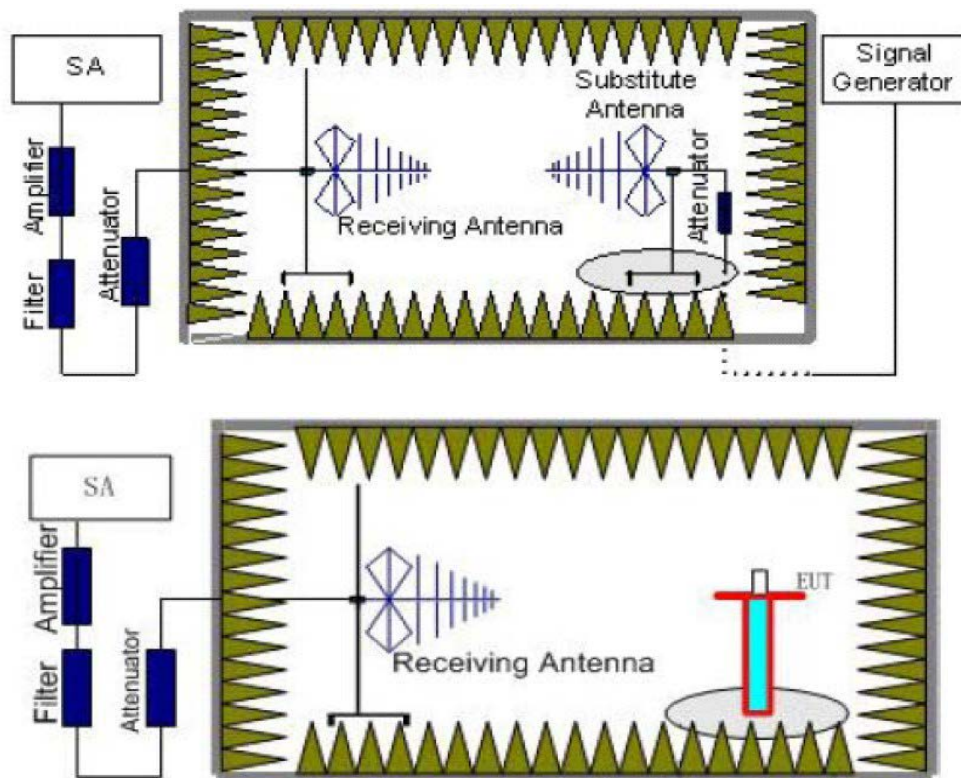 SA
Signal
Generator
Substitute
Antenna
Amplifier
Attenuator
Attenuator
Receiving Antenna
Filter
SA
Amplifier
EUT
Receiving Antenna
Filter
Attenuator